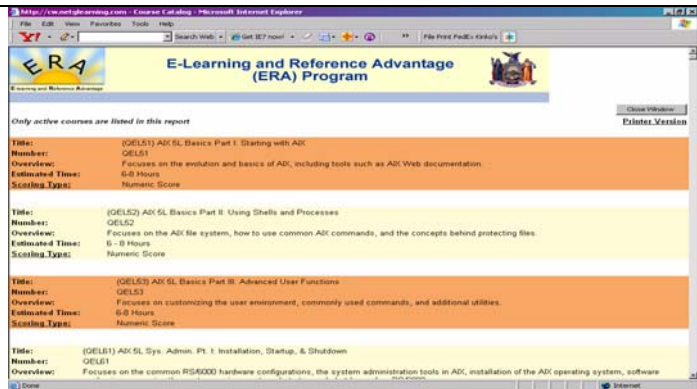 http://cw.netglearning.com - Course Catalog - Microsoft Internet Explorer
File Edit View Favorites Tools Help
Y! Search Web Get IE7 now! File Print FedEx Kinko's
ERA
E-learning and Reference Advantage
E-Learning and Reference Advantage
(ERA) Program
Close Window
Only active courses are listed in this report
Printer Version
Title: (QEL51) AIX 5L Basics Part I: Starting with AIX
Number: QEL51
Overview: Focuses on the evolution and basics of AIX, including tools such as AIX Web documentation.
Estimated Time: 6-8 Hours
Scoring Type: Numeric Score
Title: (QEL52) AIX 5L Basics Part II: Using Shells and Processes
Number: QEL52
Overview: Focuses on the AIX file system, how to use common AIX commands, and the concepts behind protecting files.
Estimated Time: 6 - 8 Hours
Scoring Type: Numeric Score
Title: (QEL53) AIX 5L Basics Part III: Advanced User Functions
Number: QEL53
Overview: Focuses on customizing the user environment, commonly used commands, and additional utilities.
Estimated Time: 6-8 Hours
Scoring Type: Numeric Score
Title: (QEL61) AIX 5L Sys. Admin. Pt. I: Installation, Startup, & Shutdown
Number: QEL61
Overview: Focuses on the common RS/6000 hardware configurations, the system administration tools in AIX, installation of the AIX operating system, software
Done
Internet